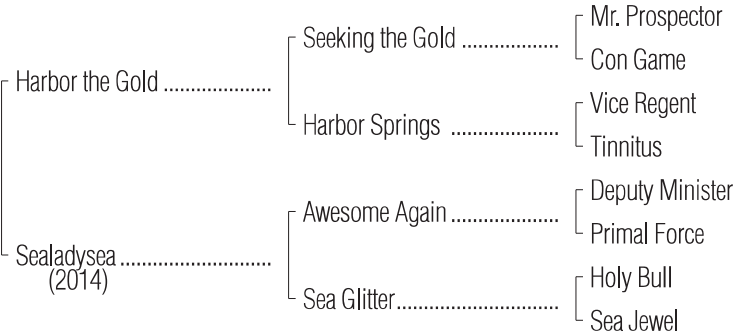 Mr. Prospector
Seeking the Gold ..................
Con Game
Harbor the Gold ....................
Vice Regent
Harbor Springs ....................
Tinnitus
Deputy Minister
Awesome Again ....................
Primal Force
Sealadysea ............................
(2014)
Holy Bull
Sea Glitter..............................
Sea Jewel